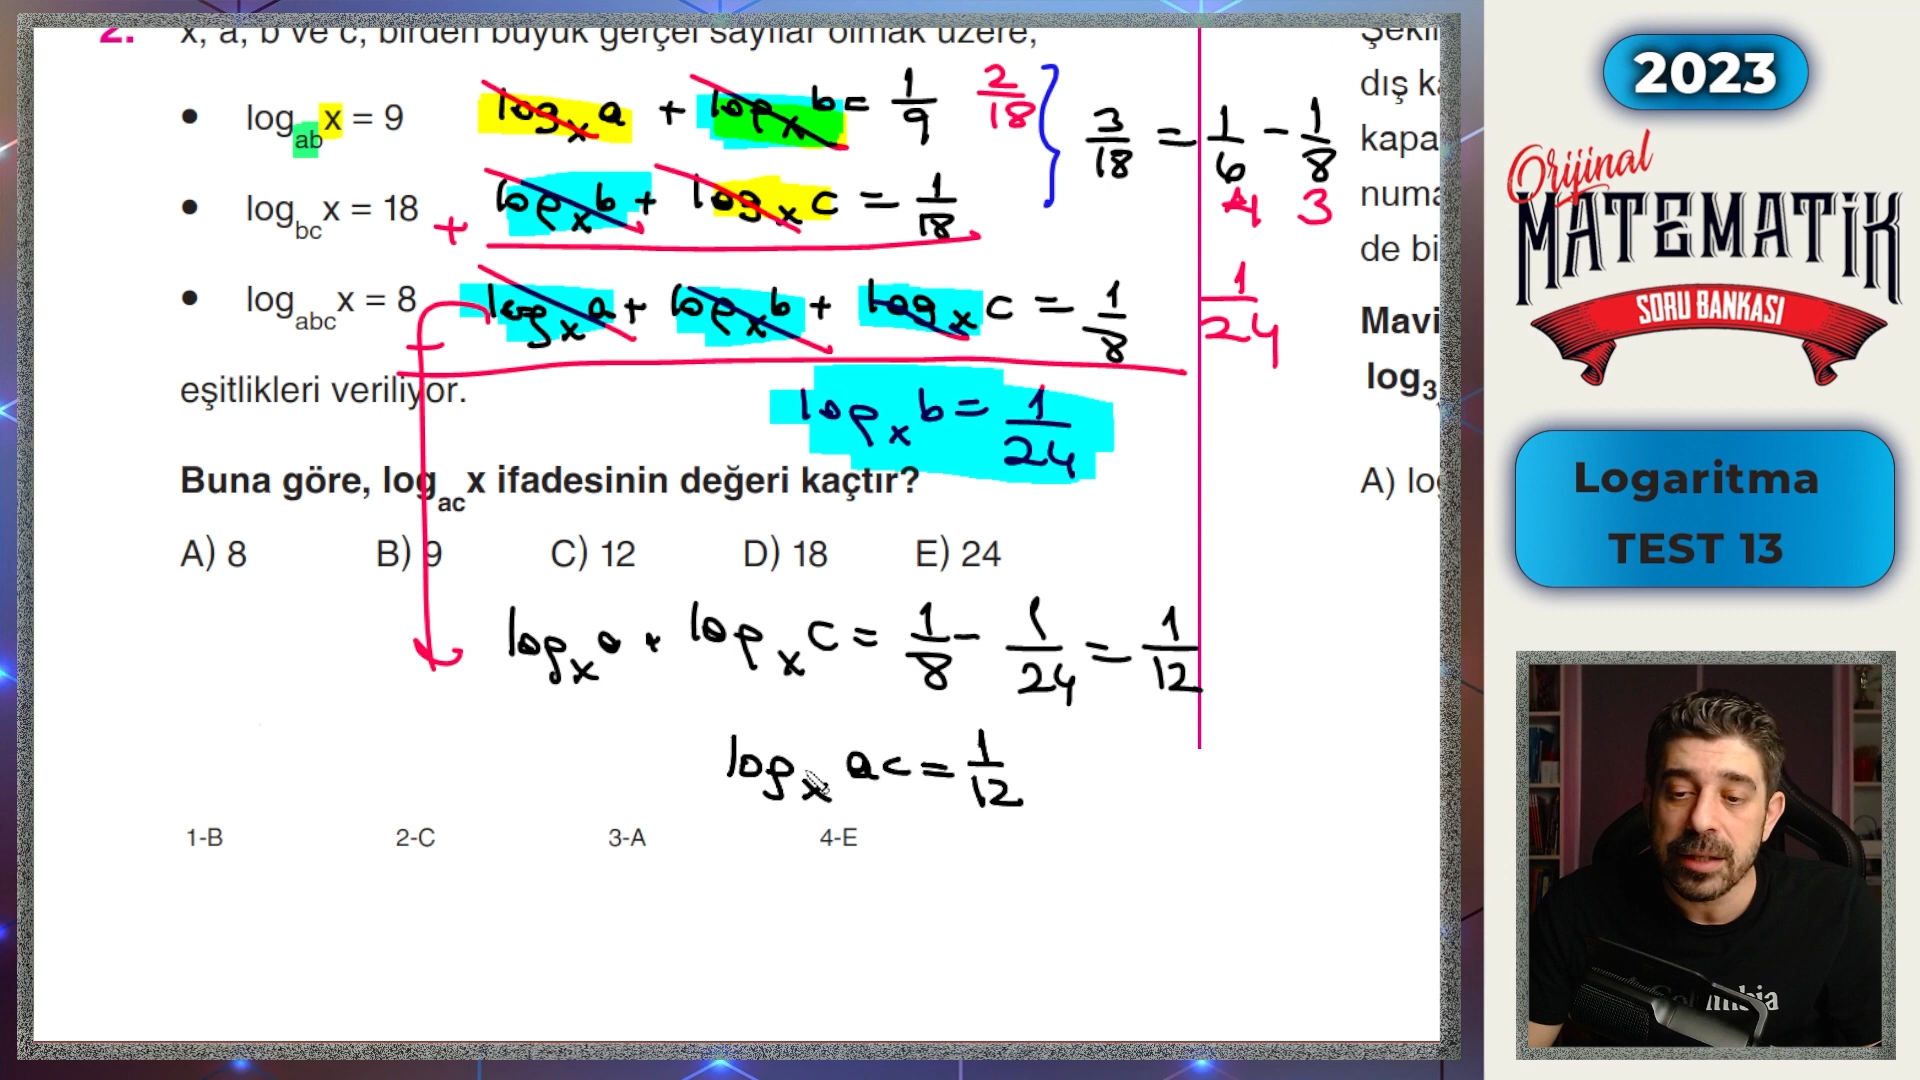 2. x, a, b ve c, birden büyük gerçel sayılar olmak üzere,
• log_ab x = 9
log_x a + log_x b = 1/9 2/18
3/18 = 1/6 - 1/8
4 3
• log_bc x = 18
+ log_x b + log_x c = 1/18
• log_abc x = 8
log_x a + log_x b + log_x c = 1/8
1/24
eşitlikleri veriliyor.
log_x b = 1/24
Buna göre, log_ac x ifadesinin değeri kaçtır?
A) 8 B) 9 C) 12 D) 18 E) 24
log_x a + log_x c = 1/8 - 1/24 = 1/12
log_x ac = 1/12
1-B 2-C 3-A 4-E
dış
kapa
numa
de bi
Mavi
log3
A) log
2023
Orijinal
MATEMATiK
SORU BANKASI
Logaritma
TEST 13